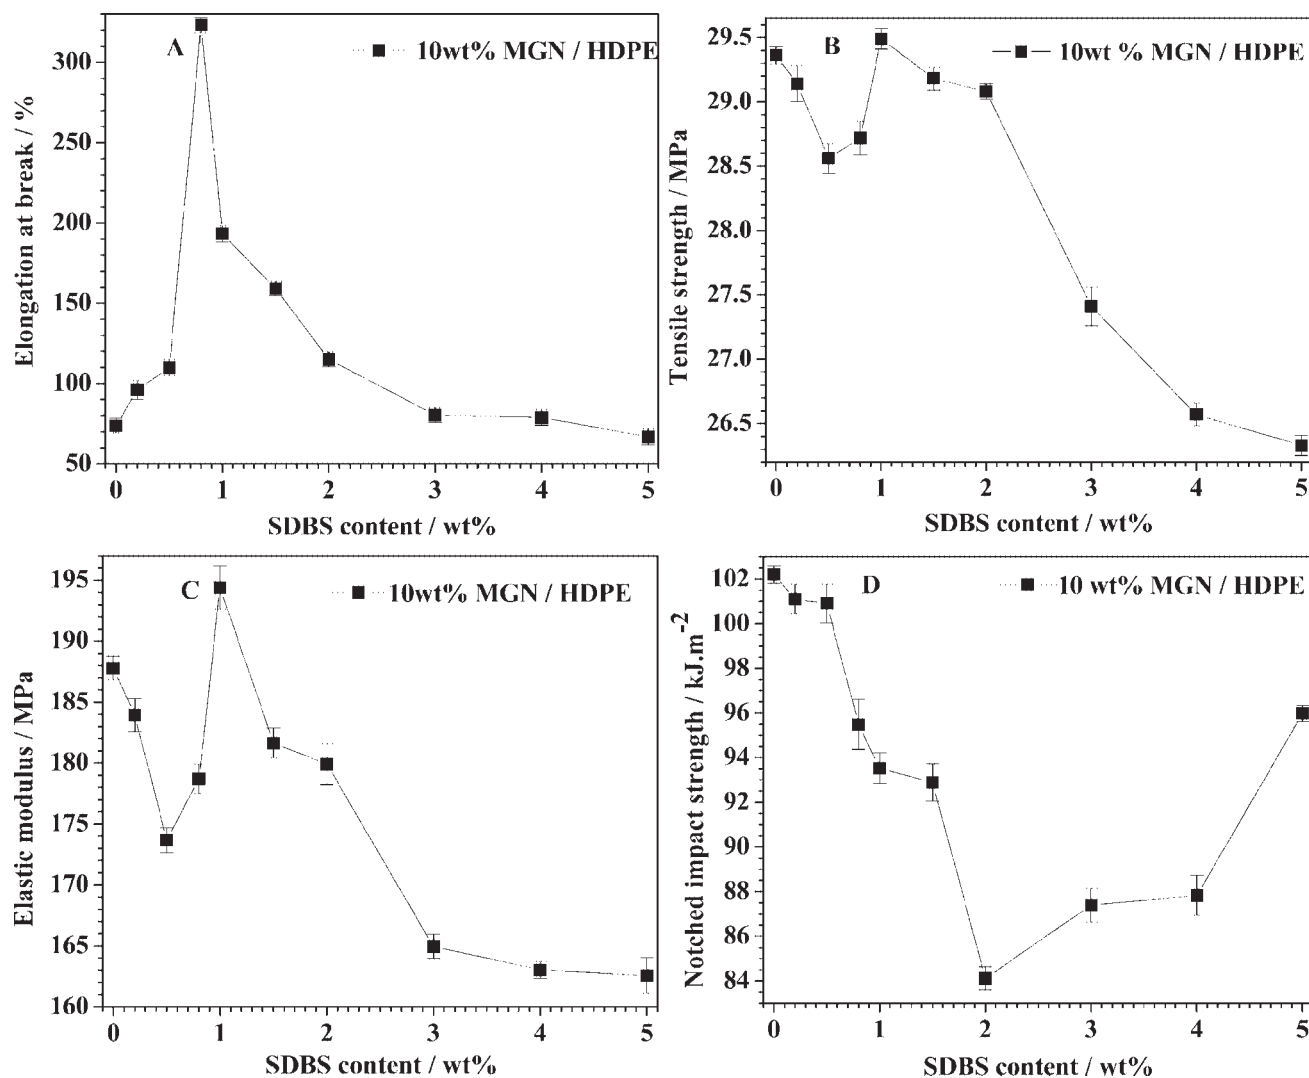 A
10wt% MGN / HDPE
Elongation at break / %
300
250
200
150
100
50
0 1 2 3 4 5
SDBS content / wt%
B
10wt % MGN / HDPE
Tensile strength / MPa
29.5
29.0
28.5
28.0
27.5
27.0
26.5
0 1 2 3 4 5
SDBS content / wt%
C
10wt% MGN / HDPE
Elastic modulus / MPa
195
190
185
180
175
170
165
160
0 1 2 3 4 5
SDBS content / wt%
D
10 wt% MGN / HDPE
Notched impact strength / kJ.m⁻²
102
100
98
96
94
92
90
88
86
84
0 1 2 3 4 5
SDBS content / wt%